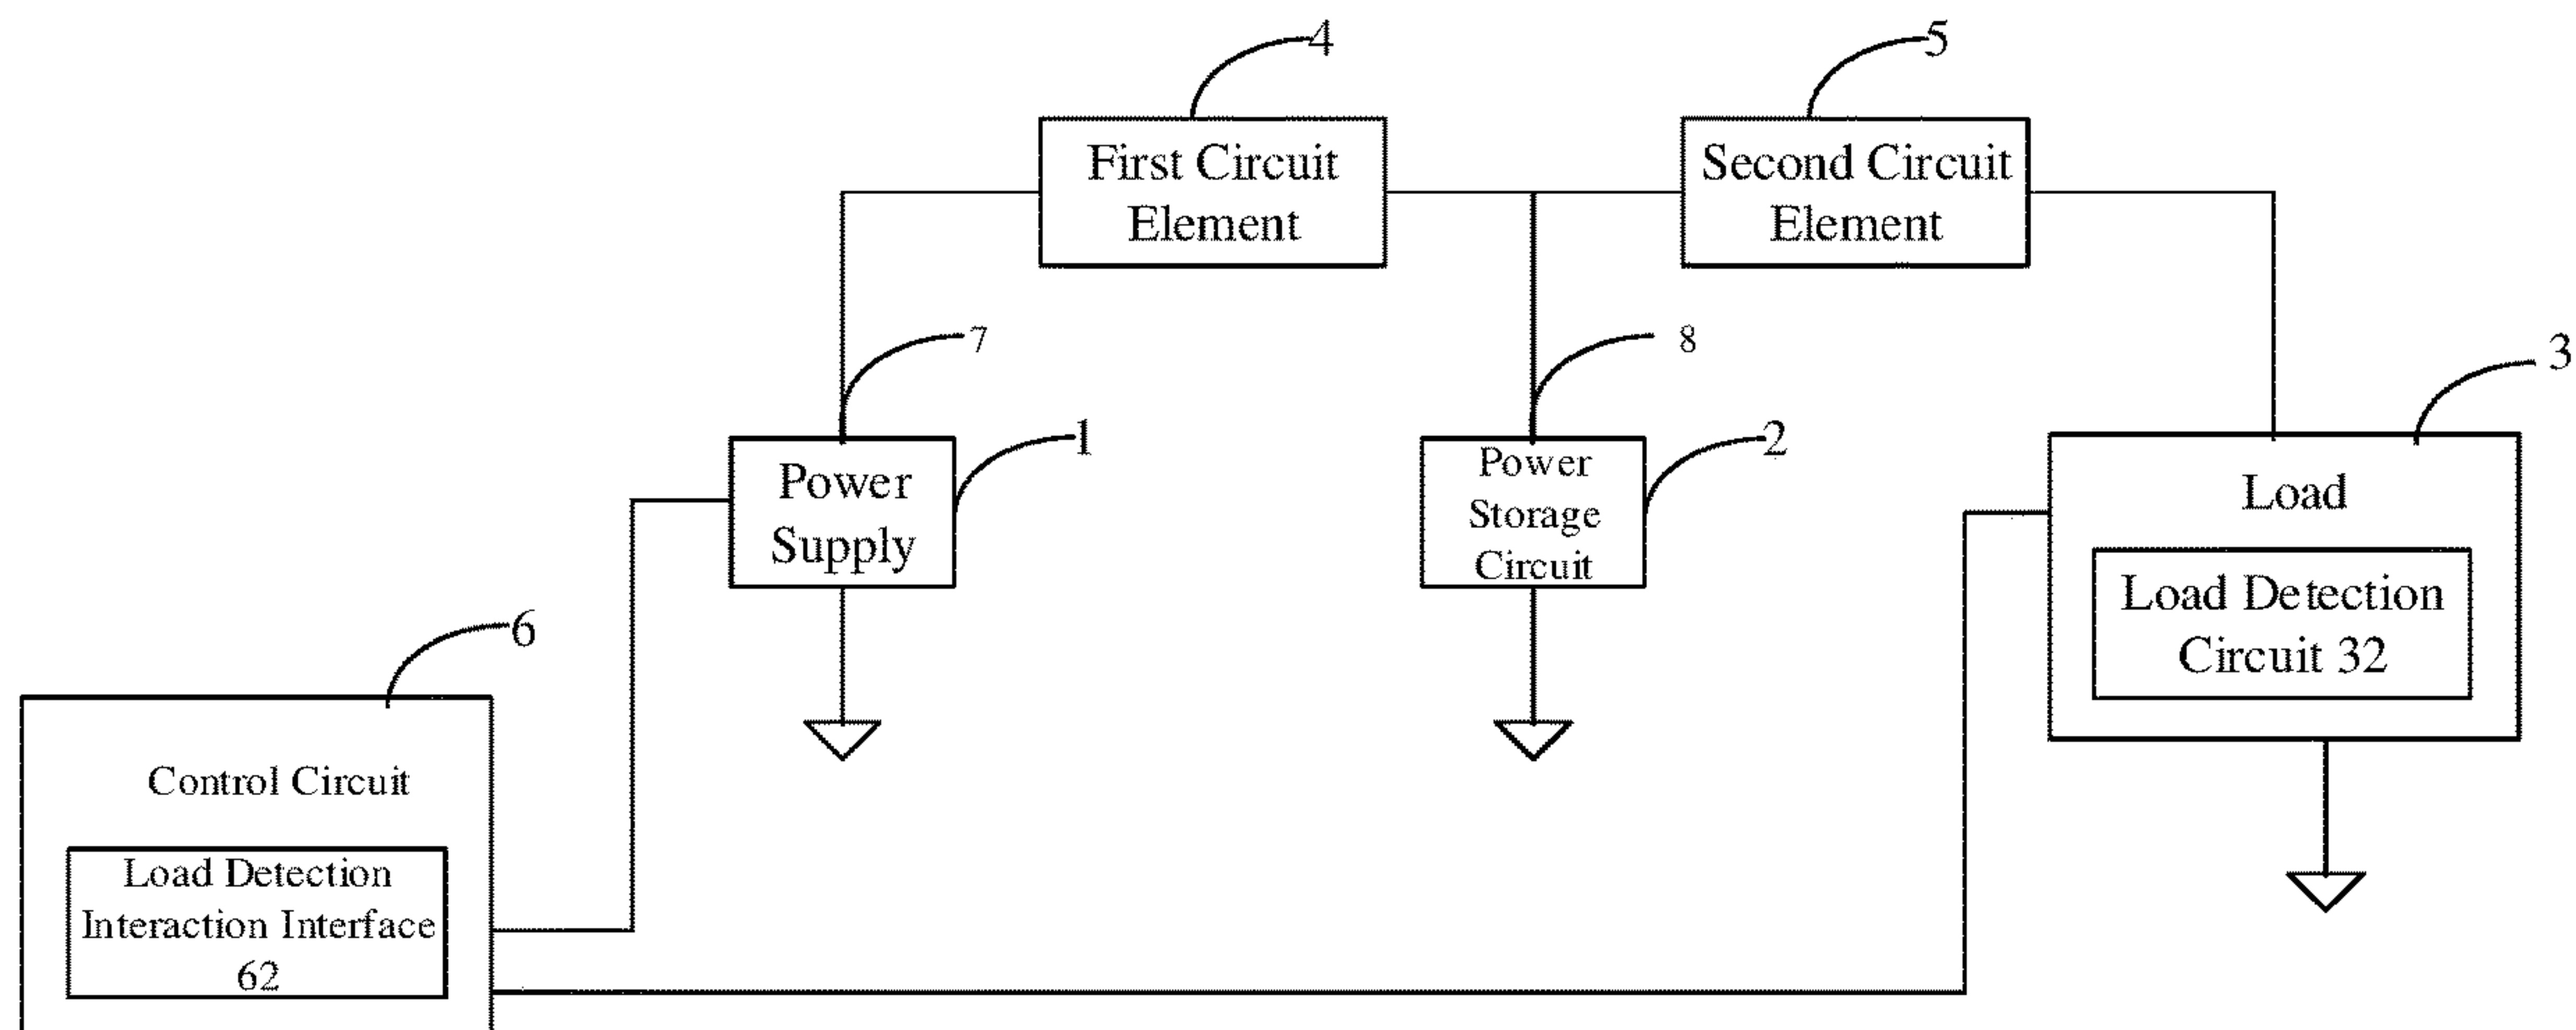 4
5
First Circuit
Element
Second Circuit
Element
7
8
3
1
2
Power
Supply
Power
Storage
Circuit
Load
Load Detection
Circuit 32
6
Control Circuit
Load Detection
Interaction Interface
62